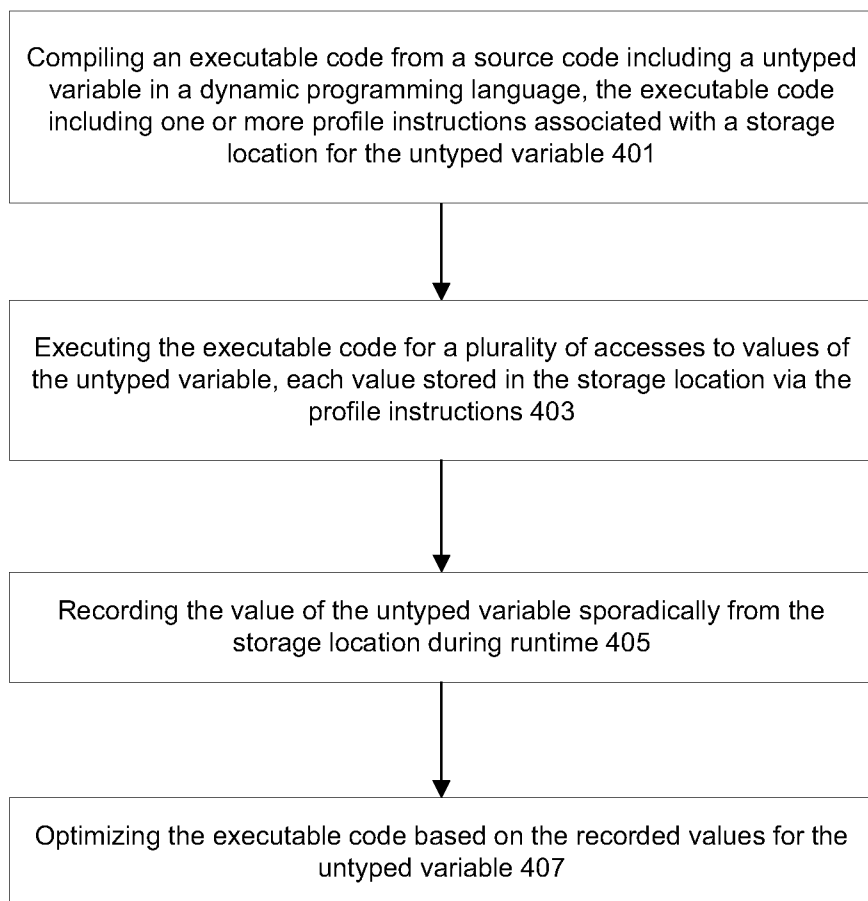 Compiling an executable code from a source code including a untyped
variable in a dynamic programming language, the executable code
including one or more profile instructions associated with a storage
location for the untyped variable 401
Executing the executable code for a plurality of accesses to values of
the untyped variable, each value stored in the storage location via the
profile instructions 403
Recording the value of the untyped variable sporadically from the
storage location during runtime 405
Optimizing the executable code based on the recorded values for the
untyped variable 407